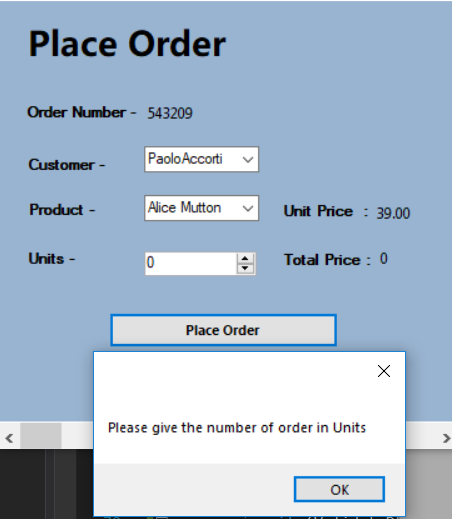 Place Order
Order Number - 543209
Customer - PaoloAccorti
Product - Alice Mutton Unit Price : 39.00
Units - 0 Total Price : 0
Place Order
Please give the number of order in Units
OK